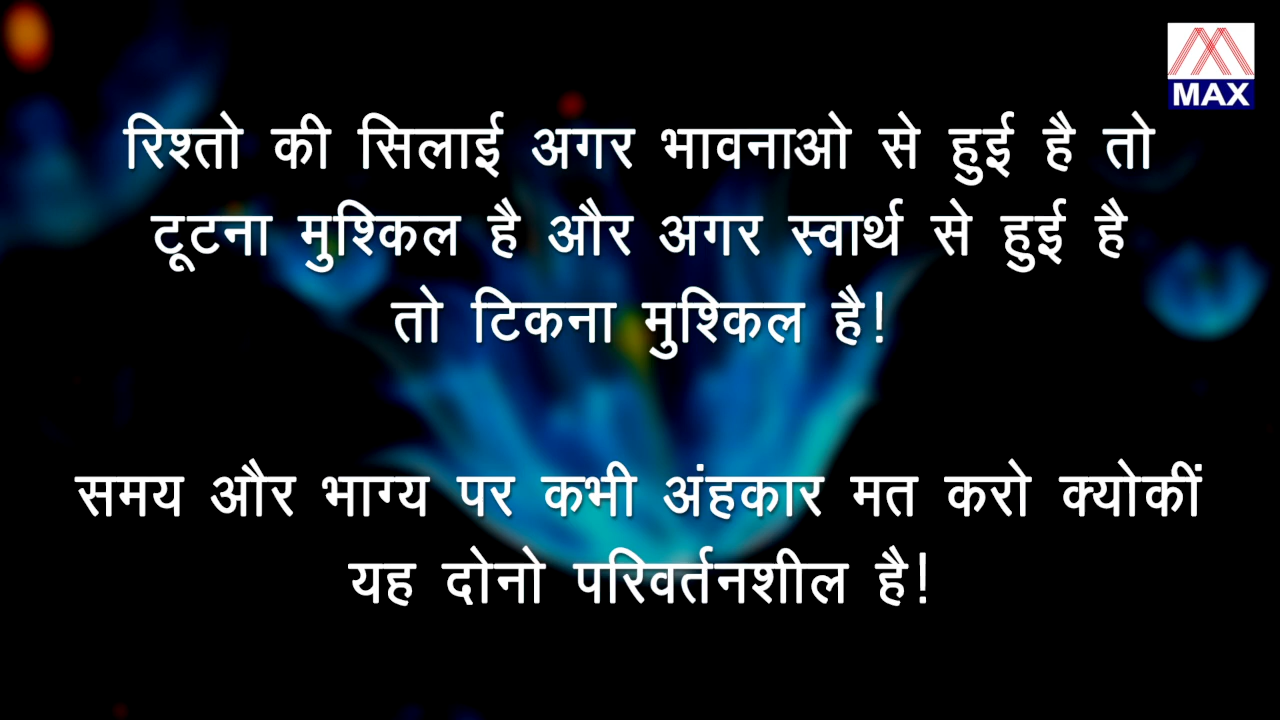 MAX
रिश्तो की सिलाई अगर भावनाओ से हुई है तो
टूटना मुश्किल है और अगर स्वार्थ से हुई है
तो टिकना मुश्किल है!
समय और भाग्य पर कभी अंहकार मत करो क्योकीं
यह दोनो परिवर्तनशील है!